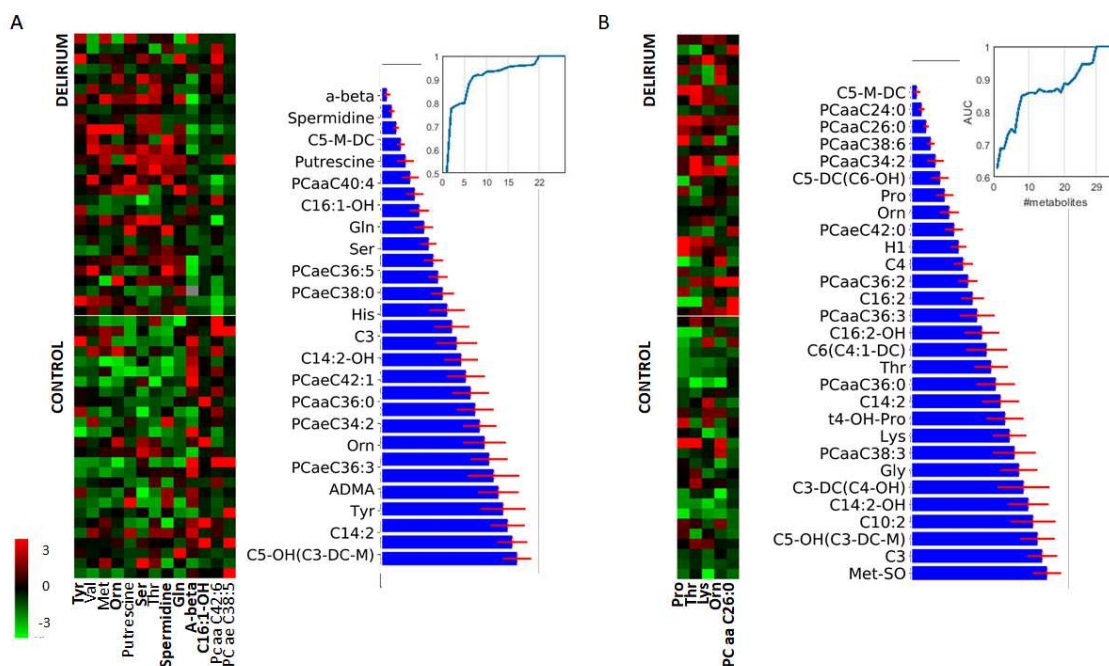 A
DELIRIUM
CONTROL
3
0
-3
Tyr
Val
Met
Orn
Putrescine
Ser
Thr
Spermidine
Gln
A-beta
C16:1-OH
Pc aa C42:6
PC ae C38:5
a-beta
Spermidine
C5-M-DC
Putrescine
PCaaC40:4
C16:1-OH
Gln
Ser
PCaeC36:5
PCaeC38:0
His
C3
C14:2-OH
PCaeC42:1
PCaaC36:0
PCaeC34:2
Orn
PCaeC36:3
ADMA
Tyr
C14:2
C5-OH(C3-DC-M)
1
0.9
0.8
0.7
0.6
0.5
0 5 10 15 22
B
DELIRIUM
CONTROL
Pro
Thr
Lys
Orn
PC aa C26:0
C5-M-DC
PCaaC24:0
PCaaC26:0
PCaaC38:6
PCaaC34:2
C5-DC(C6-OH)
Pro
Orn
PCaeC42:0
H1
C4
PCaaC36:2
C16:2
PCaaC36:3
C16:2-OH
C6(C4:1-DC)
Thr
PCaaC36:0
C14:2
t4-OH-Pro
Lys
PCaaC38:3
Gly
C3-DC(C4-OH)
C14:2-OH
C10:2
C5-OH(C3-DC-M)
C3
Met-SO
AUC
1
0.9
0.8
0.7
0.6
0 10 20 29
#metabolites